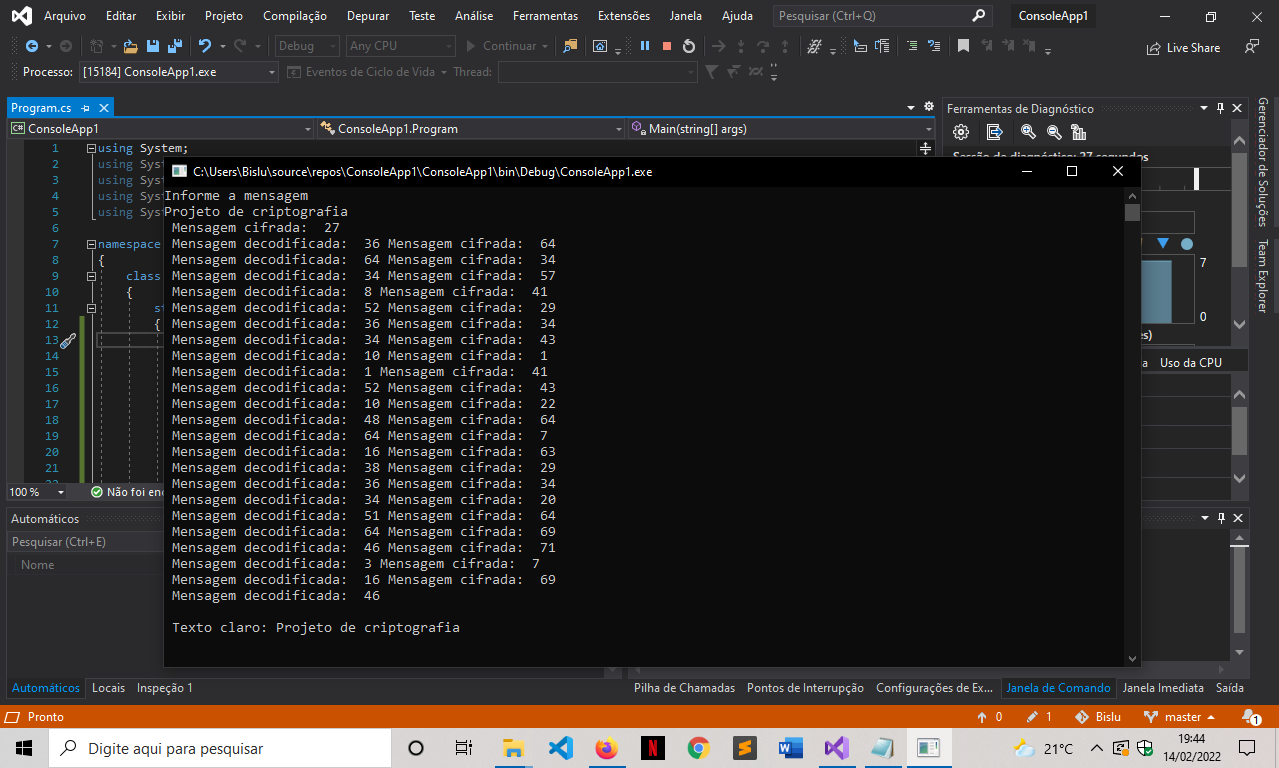 Arquivo Editar Exibir Projeto Compilação Depurar Teste Análise Ferramentas Extensões Janela Ajuda Pesquisar (Ctrl+Q) ConsoleApp1
Debug Any CPU Continuar Live Share
Processo: [15184] ConsoleApp1.exe Eventos de Ciclo de Vida Thread:
Program.cs
C# ConsoleApp1 ConsoleApp1.Program Main(string[] args)
1 using System;
2 using Sys
3 using Sys
4 using Sys
5 using Sys
6
7 namespace
8 {
9 class
10 {
11 s
12 {
13
14
15
16
17
18
19
20
21
100 %
Não foi en
Automáticos
Pesquisar (Ctrl+E)
Nome
C:\Users\Bislu\source\repos\ConsoleApp1\ConsoleApp1\bin\Debug\ConsoleApp1.exe
Informe a mensagem
Projeto de criptografia
Mensagem cifrada: 27
Mensagem decodificada: 36 Mensagem cifrada: 64
Mensagem decodificada: 64 Mensagem cifrada: 34
Mensagem decodificada: 34 Mensagem cifrada: 57
Mensagem decodificada: 8 Mensagem cifrada: 41
Mensagem decodificada: 52 Mensagem cifrada: 29
Mensagem decodificada: 36 Mensagem cifrada: 34
Mensagem decodificada: 34 Mensagem cifrada: 43
Mensagem decodificada: 10 Mensagem cifrada: 1
Mensagem decodificada: 1 Mensagem cifrada: 41
Mensagem decodificada: 52 Mensagem cifrada: 43
Mensagem decodificada: 10 Mensagem cifrada: 22
Mensagem decodificada: 48 Mensagem cifrada: 64
Mensagem decodificada: 64 Mensagem cifrada: 7
Mensagem decodificada: 16 Mensagem cifrada: 63
Mensagem decodificada: 38 Mensagem cifrada: 29
Mensagem decodificada: 36 Mensagem cifrada: 34
Mensagem decodificada: 34 Mensagem cifrada: 20
Mensagem decodificada: 51 Mensagem cifrada: 64
Mensagem decodificada: 64 Mensagem cifrada: 69
Mensagem decodificada: 46 Mensagem cifrada: 71
Mensagem decodificada: 3 Mensagem cifrada: 7
Mensagem decodificada: 16 Mensagem cifrada: 69
Mensagem decodificada: 46
Texto claro: Projeto de criptografia
Ferramentas de Diagnóstico
Sessão de diagnóstico: 27 segundos
7
0
es)
a Uso da CPU
Gerenciador de Soluções
Team Explorer
Automáticos Locais Inspeção 1
Pilha de Chamadas Pontos de Interrupção Configurações de Ex... Janela de Comando Janela Imediata Saída
Pronto 0 1 Bislu master 1
Digite aqui para pesquisar
21°C
19:44
14/02/2022